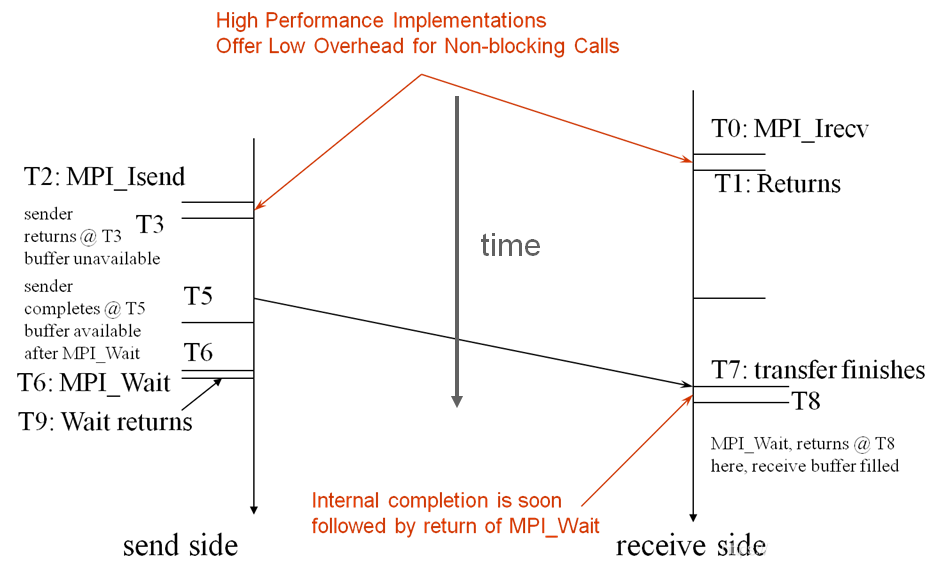 High Performance Implementations
Offer Low Overhead for Non-blocking Calls
T0: MPI_Irecv
T1: Returns
T2: MPI_Isend
sender
returns @ T3
buffer unavailable
T3
time
sender
completes @ T5
buffer available
after MPI_Wait
T5
T6
T6: MPI_Wait
T9: Wait returns
T7: transfer finishes
T8
MPI_Wait, returns @ T8
here, receive buffer filled
Internal completion is soon
followed by return of MPI_Wait
send side
receive side